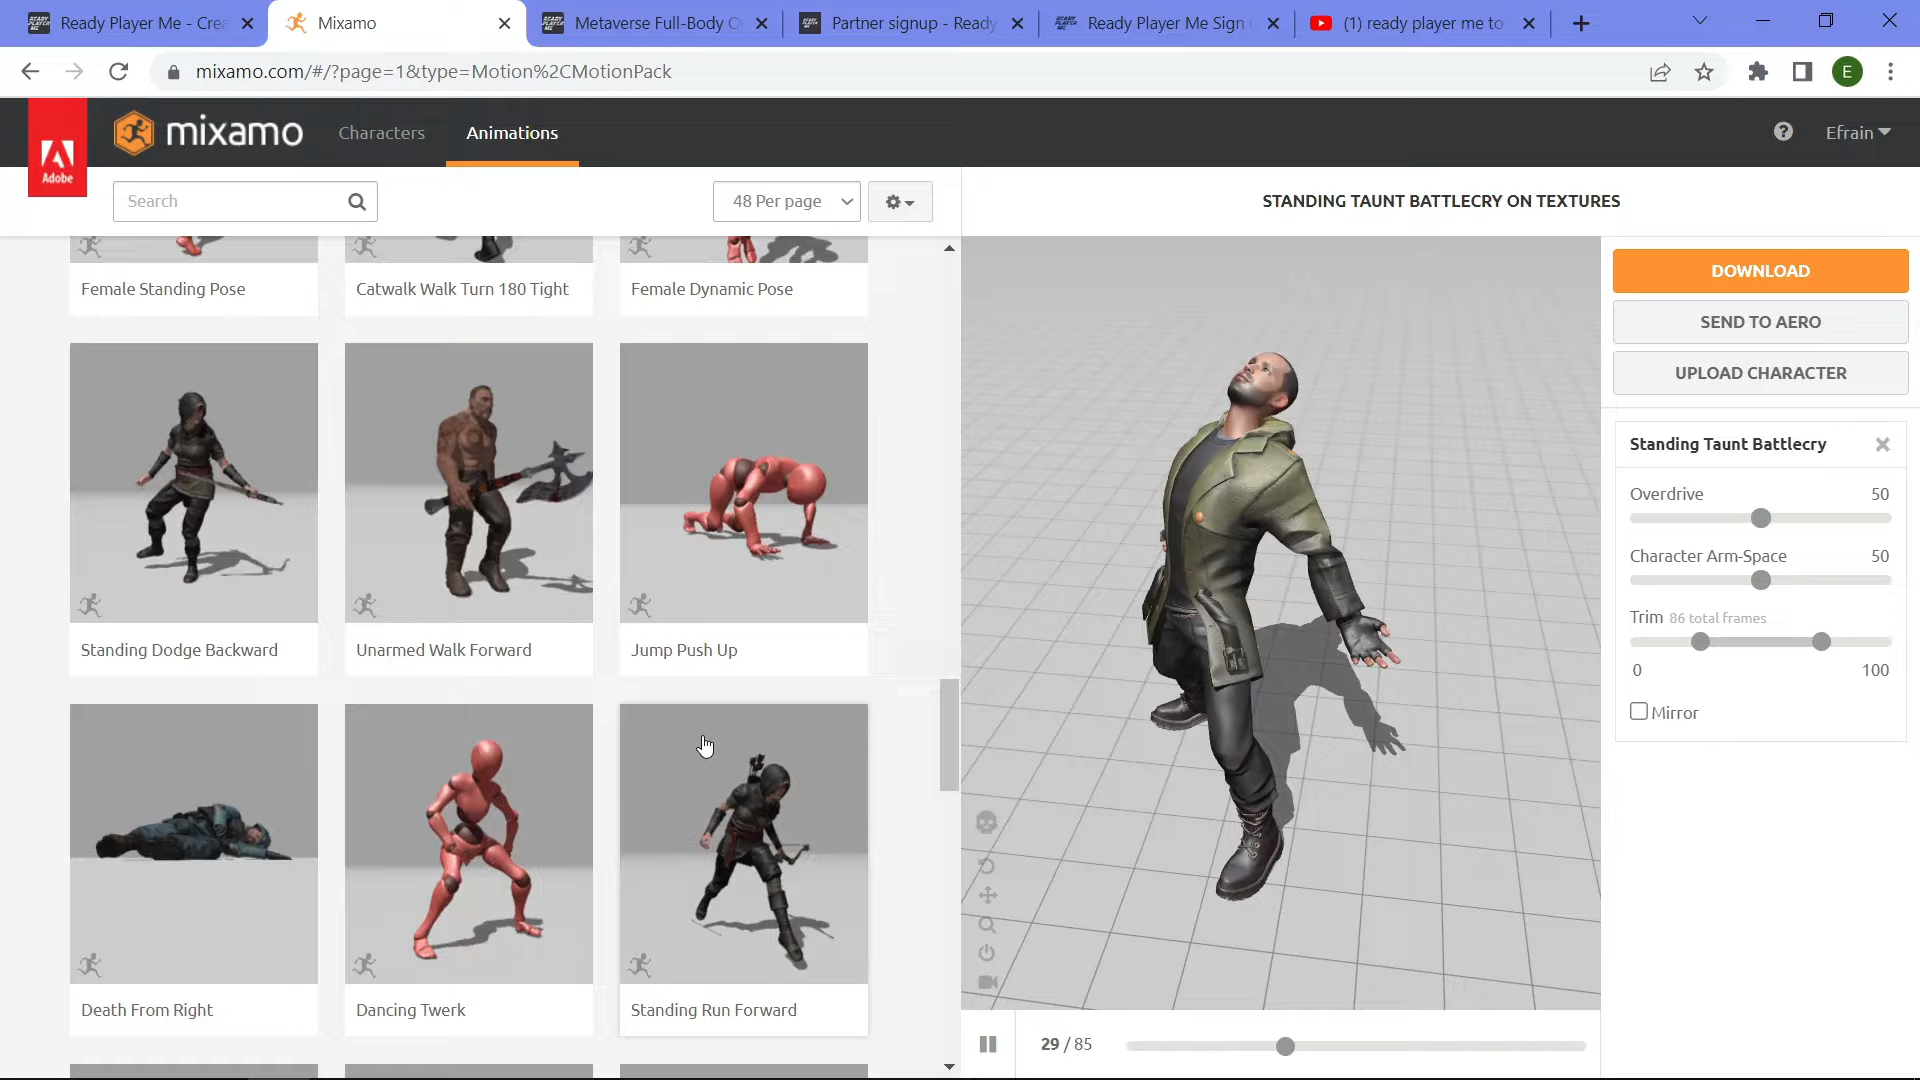 Ready Player Me - Crea
Mixamo
Metaverse Full-Body O
Partner signup - Ready
Ready Player Me Sign
(1) ready player me to
mixamo.com/#/?page=1&type=Motion%2CMotionPack
E
Adobe
mixamo
Characters
Animations
Efrain
Search
48 Per page
STANDING TAUNT BATTLECRY ON TEXTURES
Female Standing Pose
Catwalk Walk Turn 180 Tight
Female Dynamic Pose
Standing Dodge Backward
Unarmed Walk Forward
Jump Push Up
Death From Right
Dancing Twerk
Standing Run Forward
DOWNLOAD
SEND TO AERO
UPLOAD CHARACTER
Standing Taunt Battlecry
Overdrive 50
Character Arm-Space 50
Trim 86 total frames
0 100
Mirror
29 / 85